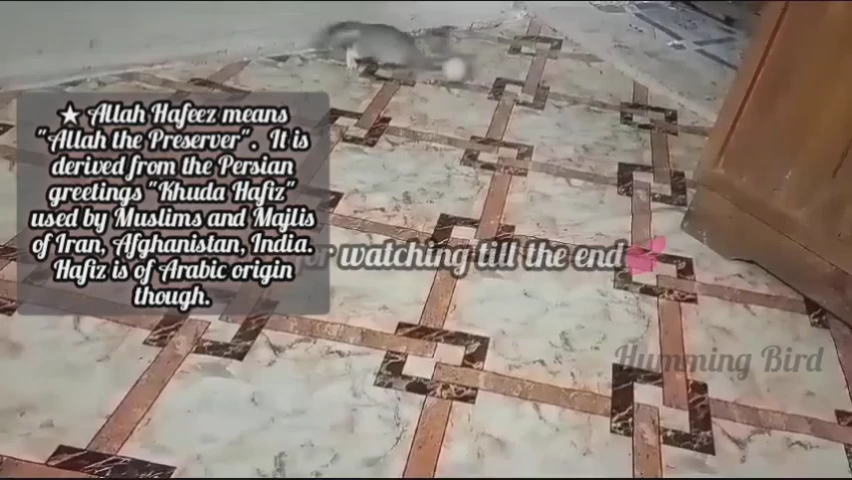 ★ Allah Hafeez means
"Allah the Preserver". It is
derived from the Persian
greetings "Khuda Hafiz"
used by Muslims and Majlis
of Iran, Afghanistan, India.
Hafiz is of Arabic origin
though.
for watching till the end
Humming Bird